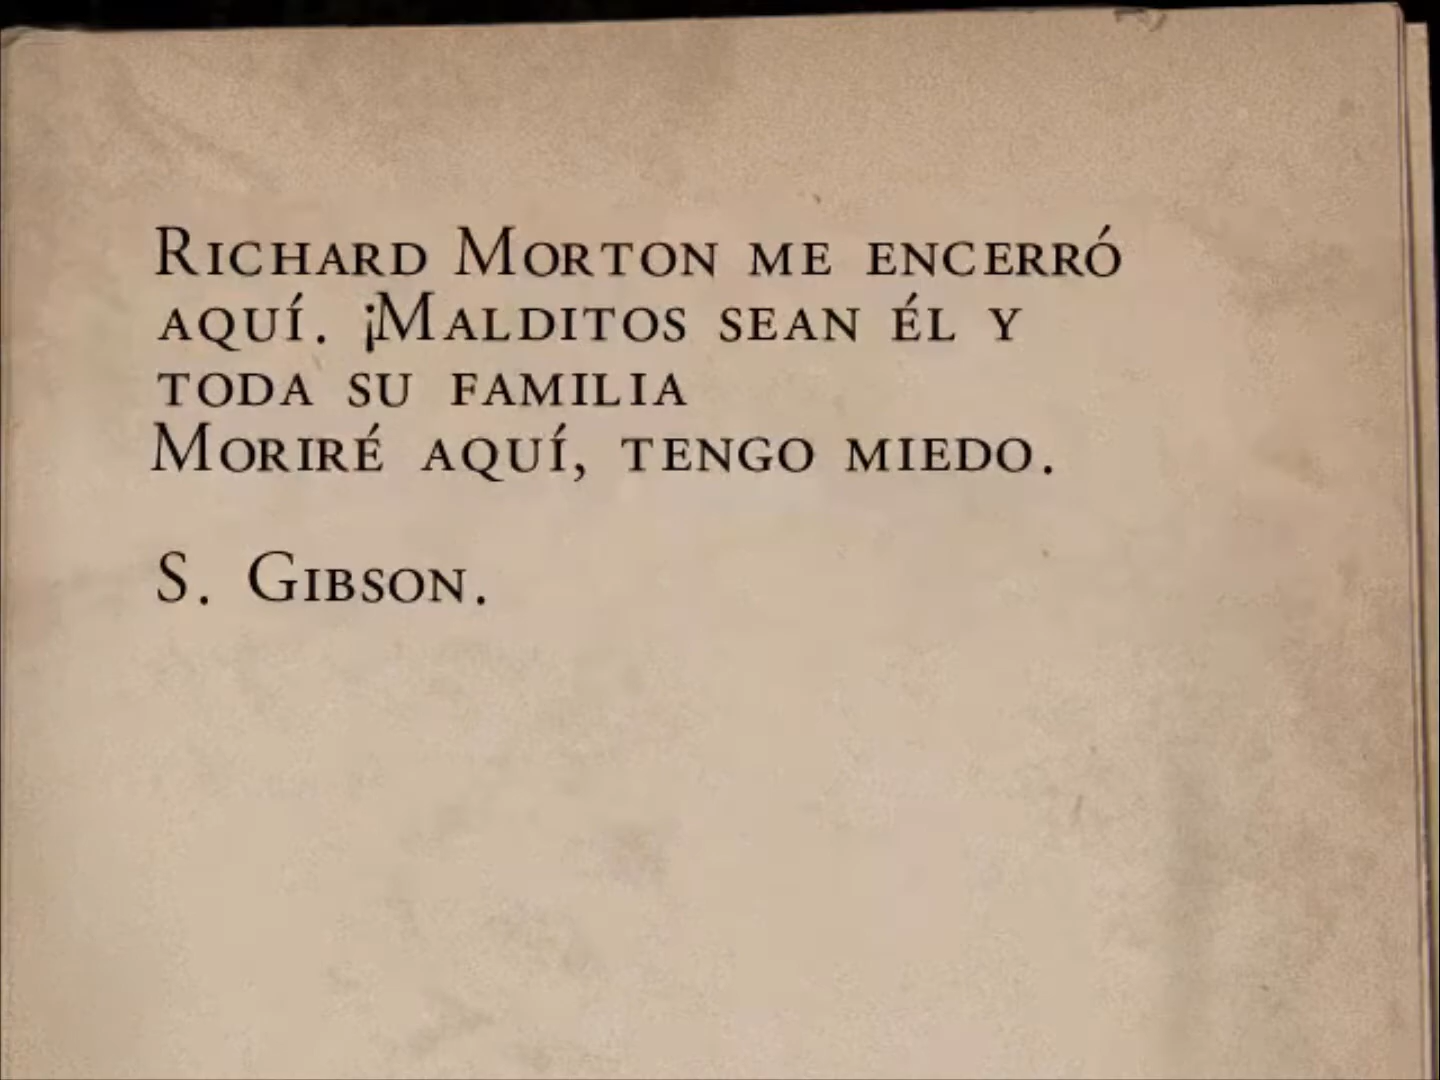 Richard Morton me encerró
aquí. ¡Malditos sean él y
toda su familia
Moriré aquí, tengo miedo.
S. Gibson.